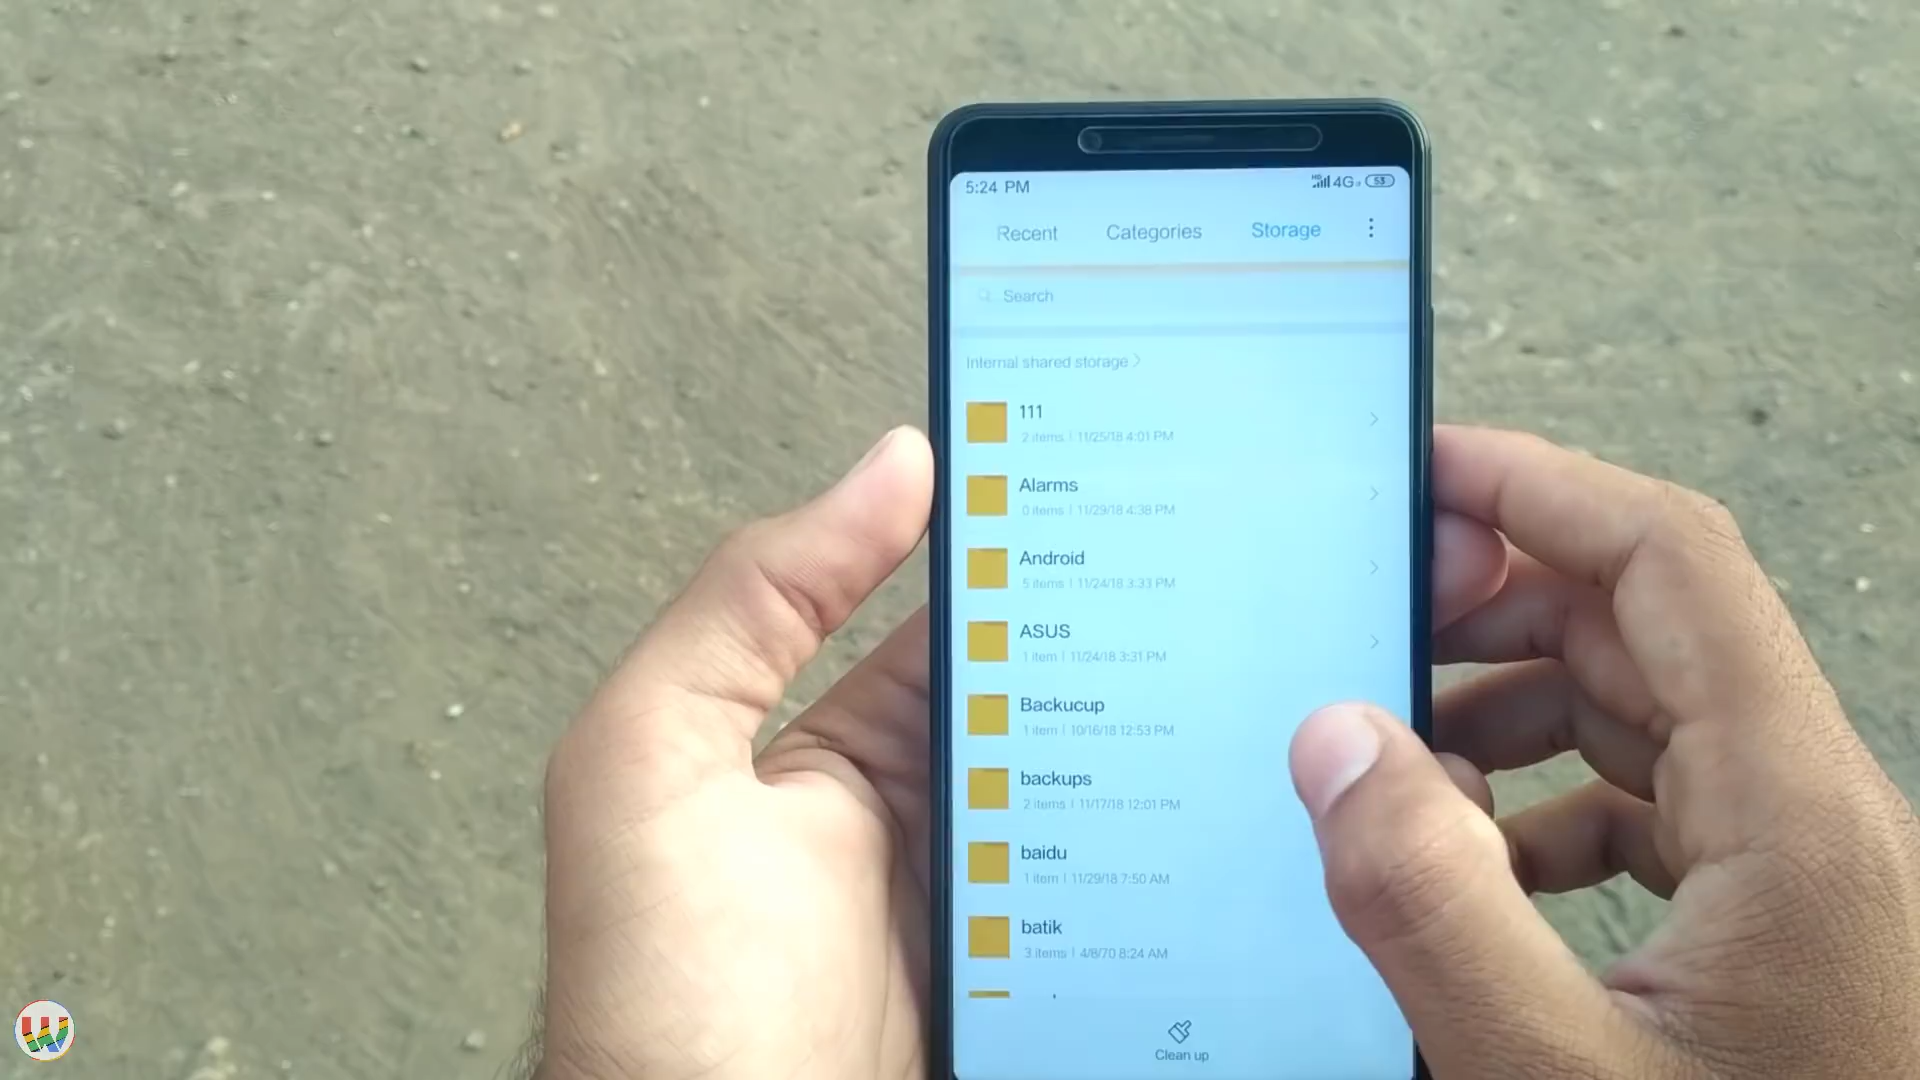 5:24 PM
4G
53
Recent
Categories
Storage
Search
Internal shared storage
111
2 items | 11/25/18 4:01 PM
Alarms
0 items | 11/29/18 4:38 PM
Android
5 items | 11/24/18 3:33 PM
ASUS
1 item | 11/24/18 3:31 PM
Backucup
1 item | 10/16/18 12:53 PM
backups
2 items | 11/17/18 12:01 PM
baidu
1 item | 11/29/18 7:50 AM
batik
3 items | 4/8/70 8:24 AM
Clean up
W